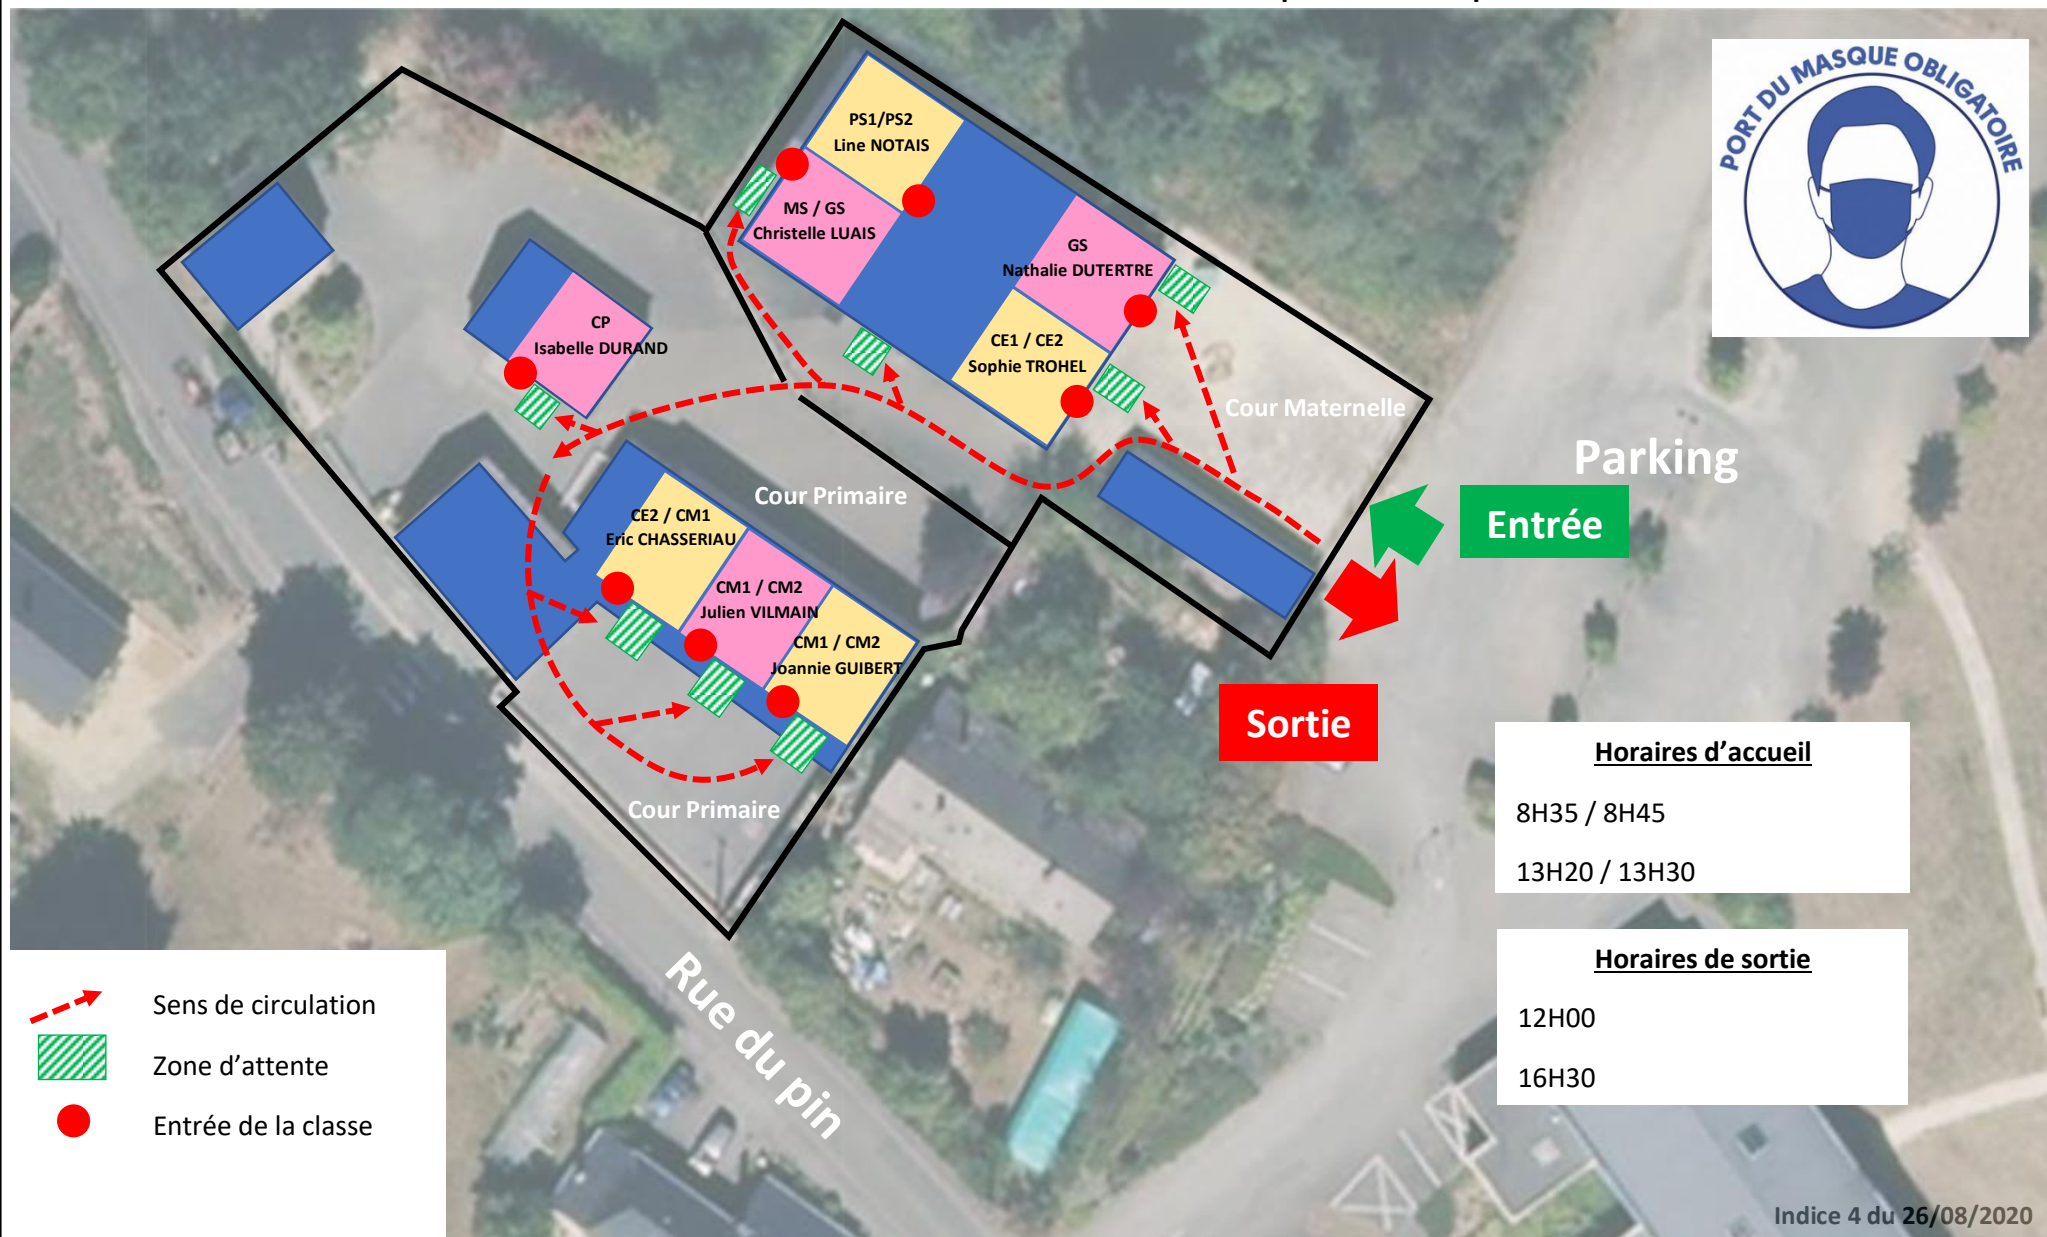 PORT DU MASQUE OBLIGATOIRE
PS1/PS2
Line NOTAIS
MS / GS
Christelle LUAIS
GS
Nathalie DUTERTRE
CE1 / CE2
Sophie TROHEL
CP
Isabelle DURAND
Cour Maternelle
Parking
Entrée
Cour Primaire
CE2 / CM1
Eric CHASSERIAU
CM1 / CM2
Julien VILMAIN
CM1 / CM2
Joannie GUIBERT
Sortie
Cour Primaire
Horaires d’accueil
8H35 / 8H45
13H20 / 13H30
Horaires de sortie
12H00
16H30
Rue du pin
Sens de circulation
Zone d’attente
Entrée de la classe
Indice 4 du 26/08/2020